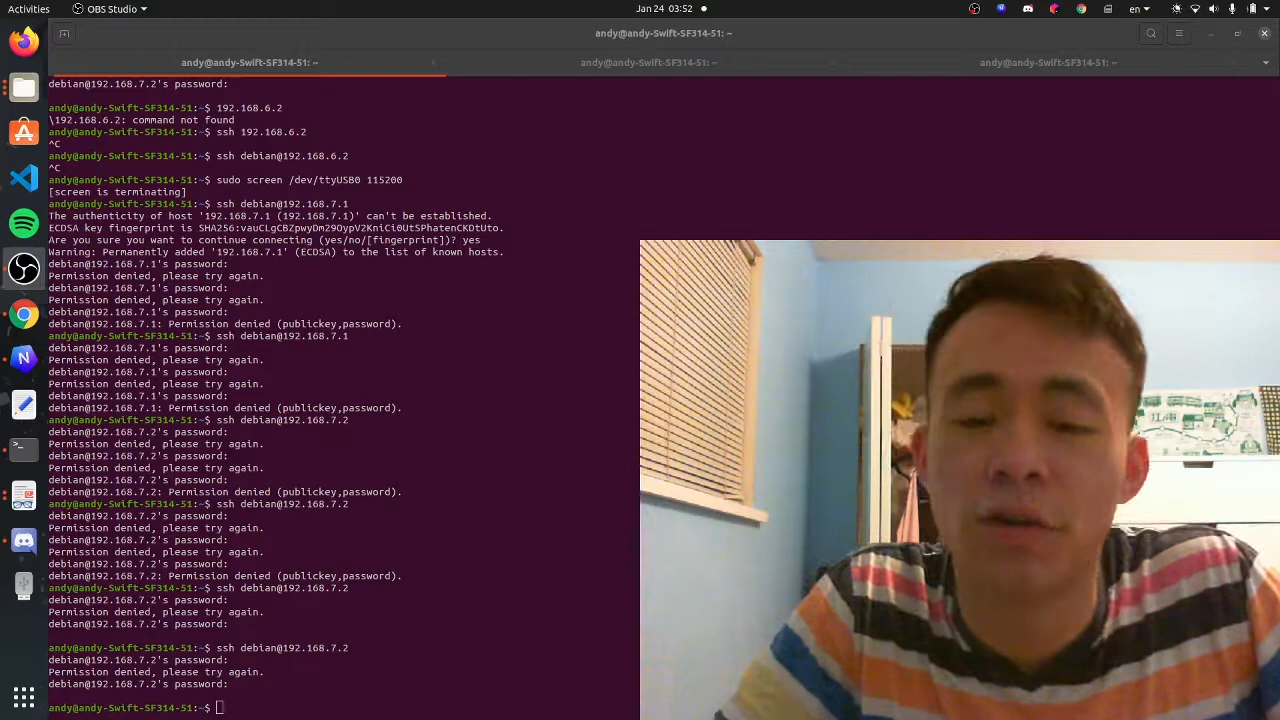 Activities
OBS Studio
Jan 24 03:52
en
andy@andy-Swift-SF314-51: ~
andy@andy-Swift-SF314-51: ~
andy@andy-Swift-SF314-51: ~
andy@andy-Swift-SF314-51: ~
debian@192.168.7.2's password:
andy@andy-Swift-SF314-51:~$ 192.168.6.2
\192.168.6.2: command not found
andy@andy-Swift-SF314-51:~$ ssh 192.168.6.2
^C
andy@andy-Swift-SF314-51:~$ ssh debian@192.168.6.2
^C
andy@andy-Swift-SF314-51:~$ sudo screen /dev/ttyUSB0 115200
[screen is terminating]
andy@andy-Swift-SF314-51:~$ ssh debian@192.168.7.1
The authenticity of host '192.168.7.1 (192.168.7.1)' can't be established.
ECDSA key fingerprint is SHA256:vauCLgCBZpwyDm29OypV2KniCi0UtSPhatenCKDtUto.
Are you sure you want to continue connecting (yes/no/[fingerprint])? yes
Warning: Permanently added '192.168.7.1' (ECDSA) to the list of known hosts.
debian@192.168.7.1's password:
Permission denied, please try again.
debian@192.168.7.1's password:
Permission denied, please try again.
debian@192.168.7.1's password:
debian@192.168.7.1: Permission denied (publickey,password).
andy@andy-Swift-SF314-51:~$ ssh debian@192.168.7.1
debian@192.168.7.1's password:
Permission denied, please try again.
debian@192.168.7.1's password:
Permission denied, please try again.
debian@192.168.7.1's password:
debian@192.168.7.1: Permission denied (publickey,password).
andy@andy-Swift-SF314-51:~$ ssh debian@192.168.7.2
debian@192.168.7.2's password:
Permission denied, please try again.
debian@192.168.7.2's password:
Permission denied, please try again.
debian@192.168.7.2's password:
debian@192.168.7.2: Permission denied (publickey,password).
andy@andy-Swift-SF314-51:~$ ssh debian@192.168.7.2
debian@192.168.7.2's password:
Permission denied, please try again.
debian@192.168.7.2's password:
Permission denied, please try again.
debian@192.168.7.2's password:
debian@192.168.7.2: Permission denied (publickey,password).
andy@andy-Swift-SF314-51:~$ ssh debian@192.168.7.2
debian@192.168.7.2's password:
Permission denied, please try again.
debian@192.168.7.2's password:
andy@andy-Swift-SF314-51:~$ ssh debian@192.168.7.2
debian@192.168.7.2's password:
Permission denied, please try again.
debian@192.168.7.2's password:
andy@andy-Swift-SF314-51:~$